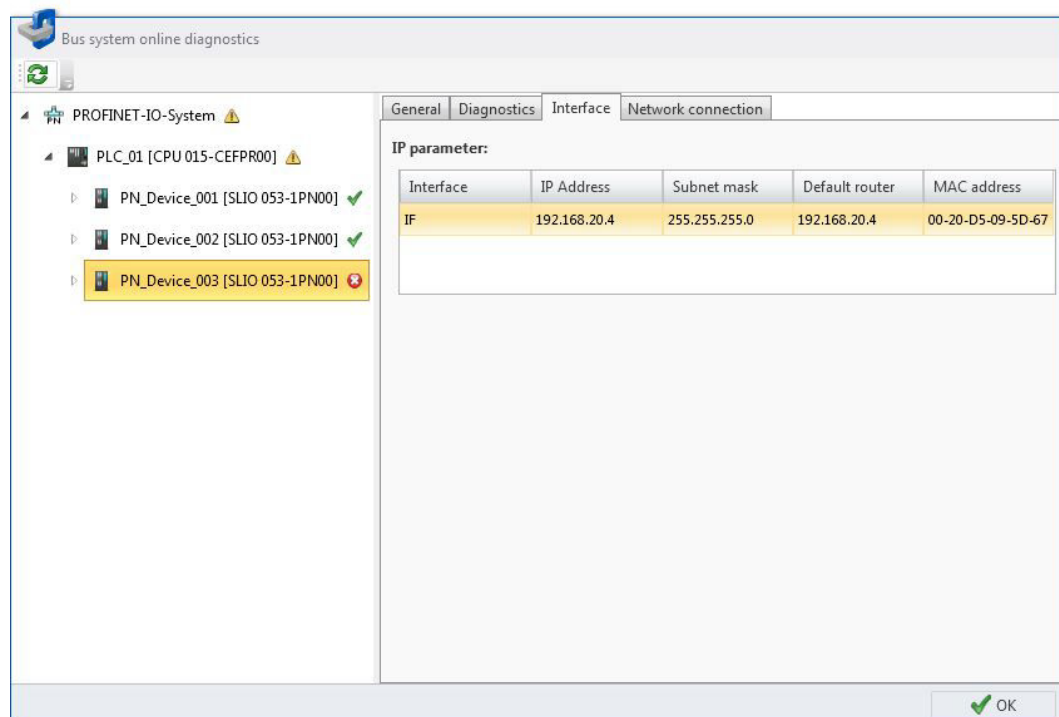 Bus system online diagnostics
PN PROFINET-IO-System
PLC_01 [CPU 015-CEFPR00]
PN_Device_001 [SLIO 053-1PN00]
PN_Device_002 [SLIO 053-1PN00]
PN_Device_003 [SLIO 053-1PN00]
General Diagnostics Interface Network connection
IP parameter:
Interface IP Address Subnet mask Default router MAC address
IF 192.168.20.4 255.255.255.0 192.168.20.4 00-20-D5-09-5D-67
OK